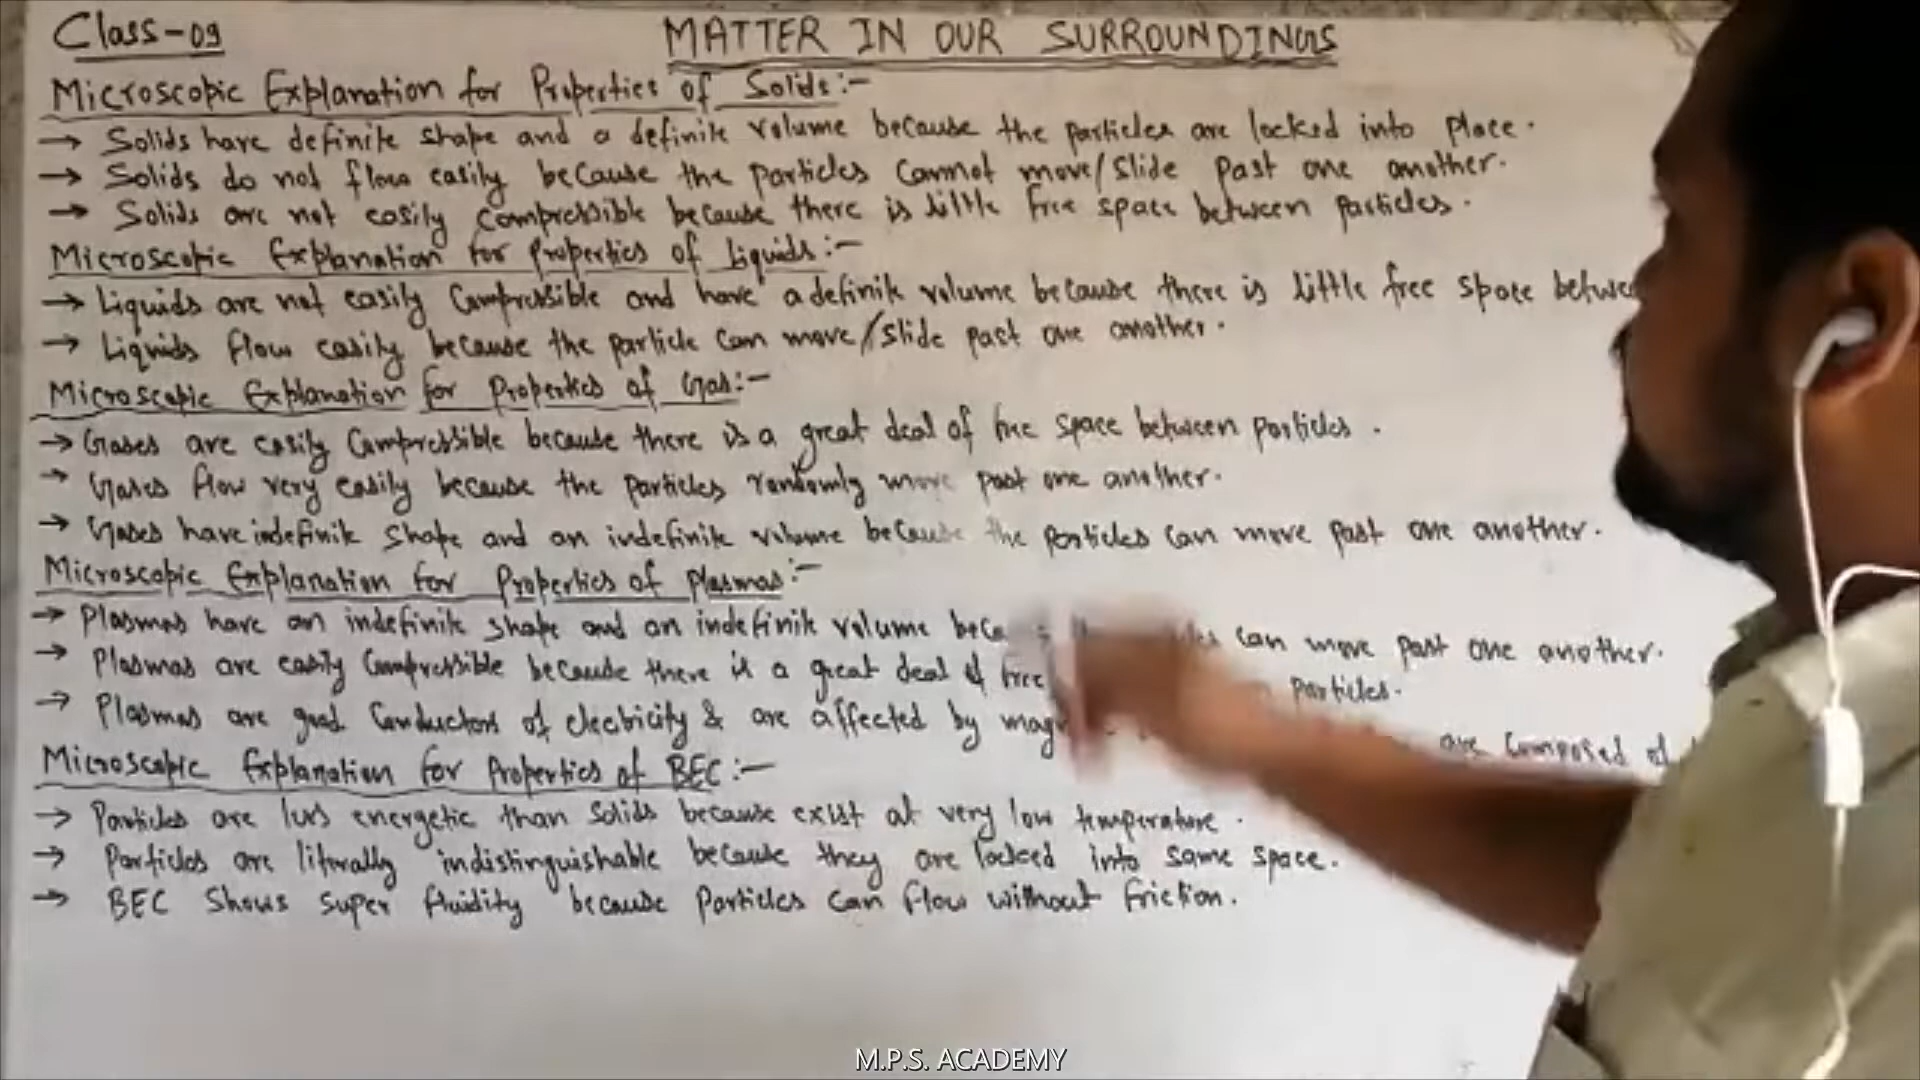 Class-09
MATTER IN OUR SURROUNDINGS
Microscopic Explanation for Properties of Solids:-
→ Solids have definite shape and a definite volume because the particles are locked into place.
→ Solids do not flow easily because the particles cannot move/slide past one another.
→ Solids are not easily compressible because there is little free space between particles.
Microscopic Explanation for Properties of Liquids:-
→ Liquids are not easily compressible and have a definite volume because there is little free space betwe
→ Liquids flow easily because the particle can move/slide past one another.
Microscopic Explanation for Properties of Gas:-
→ Gases are easily compressible because there is a great deal of free space between particles.
→ Gases flow very easily because the particles randomly move past one another.
→ Gases have indefinite shape and an indefinite volume because the particles can move past one another.
Microscopic Explanation for Properties of Plasmas:-
→ Plasmas have an indefinite shape and an indefinite volume can move past one another.
→ Plasmas are easily compressible because there is a great deal of free particles.
→ Plasmas are good conductors of electricity & are affected by are composed of
Microscopic Explanation for Properties of BEC:-
→ Particles are less energetic than solids because exist at very low temperature.
→ Particles are literally indistinguishable because they are locked into same space.
→ BEC shows super fluidity because particles can flow without friction.
M.P.S. ACADEMY